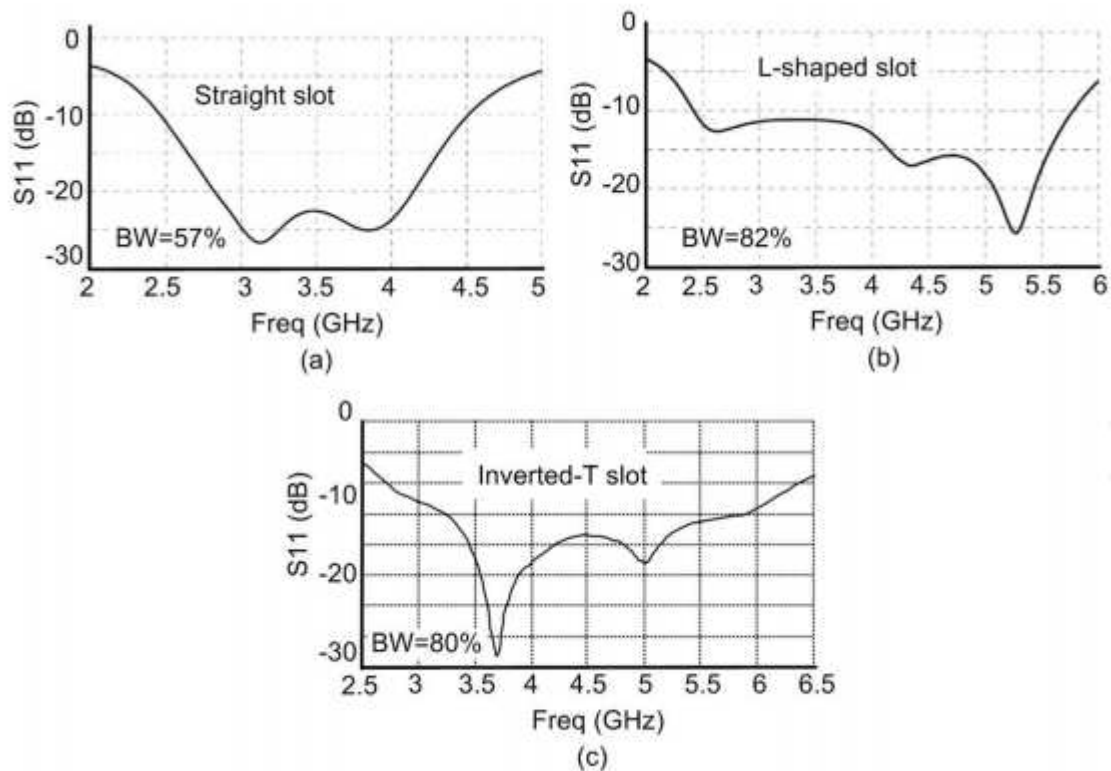 0
-10
-20
-30
S11 (dB)
Straight slot
BW=57%
2 2.5 3 3.5 4 4.5 5
Freq (GHz)
(a)
0
-10
-20
-30
S11 (dB)
L-shaped slot
BW=82%
2 2.5 3 3.5 4 4.5 5 5.5 6
Freq (GHz)
(b)
0
-10
-20
-30
S11 (dB)
Inverted-T slot
BW=80%
2.5 3 3.5 4 4.5 5 5.5 6 6.5
Freq (GHz)
(c)